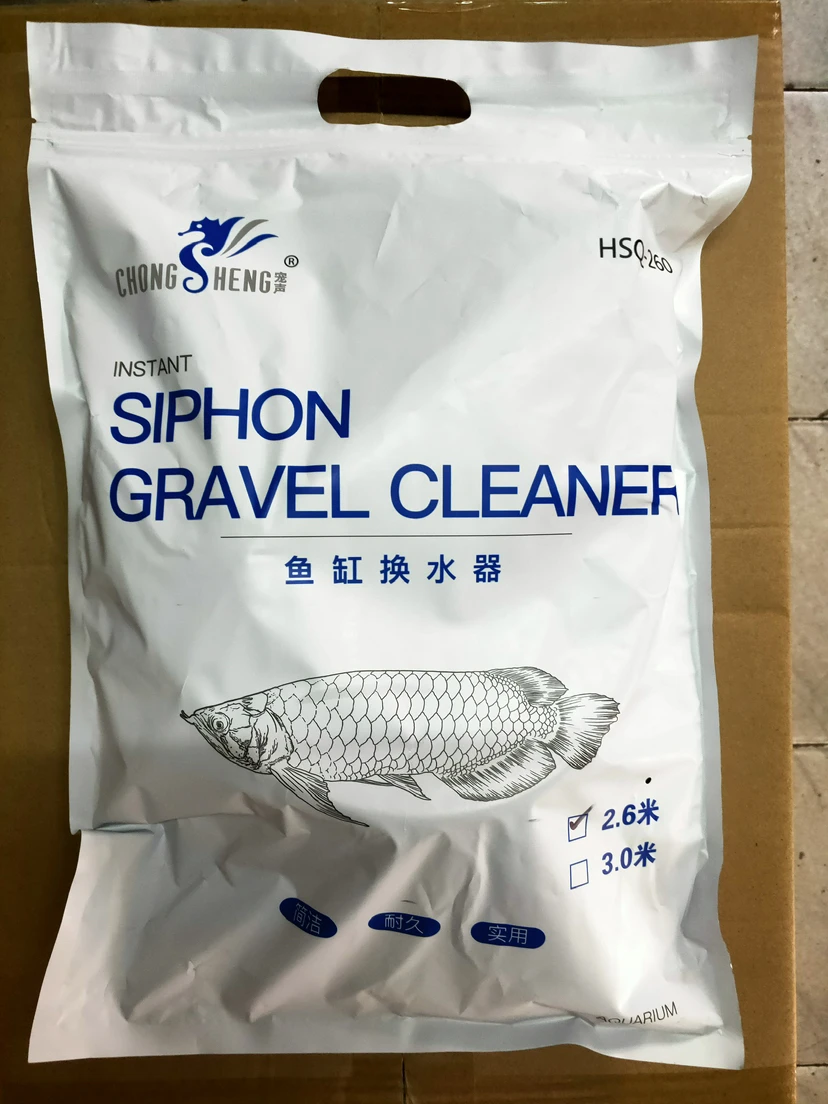 CHONG SHENG 宠声 ®
HSQ-260
INSTANT
SIPHON
GRAVEL CLEANER
鱼缸换水器
2.6米
3.0米
简洁 耐久 实用
AQUARIUM